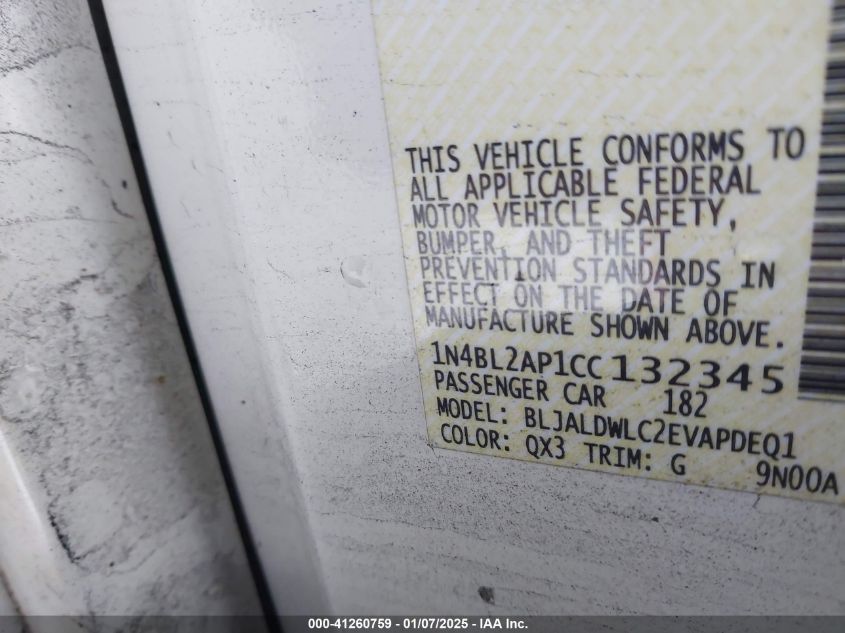 THIS VEHICLE CONFORMS TO
ALL APPLICABLE FEDERAL
MOTOR VEHICLE SAFETY,
BUMPER, AND THEFT
PREVENTION STANDARDS IN
EFFECT ON THE DATE OF
MANUFACTURE SHOWN ABOVE.
1N4BL2AP1CC132345
PASSENGER CAR 182
MODEL: BLJALDWLC2EVAPDEQ1
COLOR: QX3 TRIM: G 9N00A
000-41260759 - 01/07/2025 - IAA Inc.